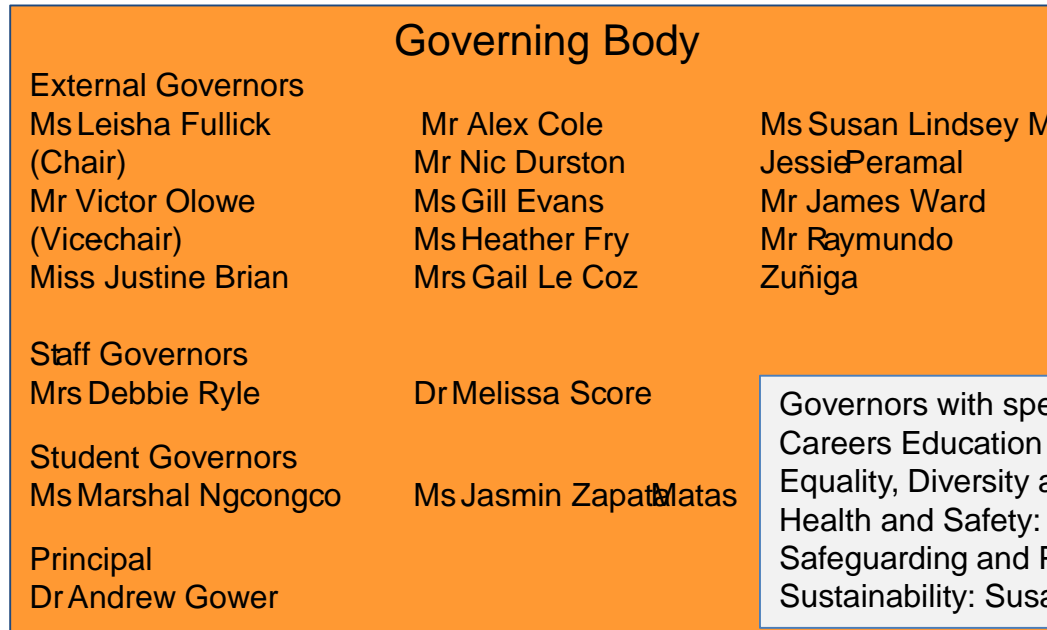 Governing Body
External Governors
Ms Leisha Fullick
(Chair)
Mr Victor Olowe
(Vice-chair)
Miss Justine Brian
Mr Alex Cole
Mr Nic Durston
Ms Gill Evans
Ms Heather Fry
Mrs Gail Le Coz
Ms Susan Lindsey
Jessie Peramal
Mr James Ward
Mr Raymundo
Zuñiga
Staff Governors
Mrs Debbie Ryle
Dr Melissa Score
Student Governors
Ms Marshal Ngcongco
Ms Jasmin Zapata Matas
Principal
Dr Andrew Gower
Governors with
Careers Education
Equality, Diversity
Health and Safety:
Safeguarding and
Sustainability: